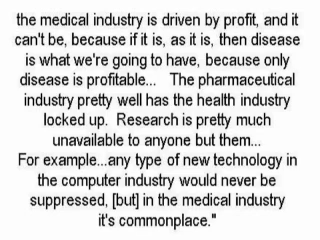 the medical industry is driven by profit, and it
can't be, because if it is, as it is, then disease
is what we're going to have, because only
disease is profitable... The pharmaceutical
industry pretty well has the health industry
locked up. Research is pretty much
unavailable to anyone but them...
For example...any type of new technology in
the computer industry would never be
suppressed, [but] in the medical industry
it's commonplace."